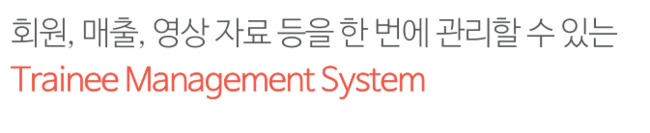 회원, 매출, 영상 자료 등을 한 번에 관리할 수 있는
Trainee Management System